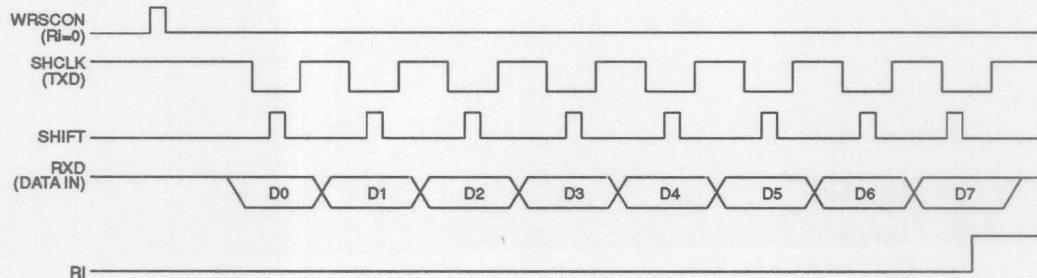 WRSCON
(RI=0)
SHCLK
(TXD)
SHIFT
RXD
(DATA IN)
D0 D1 D2 D3 D4 D5 D6 D7
RI